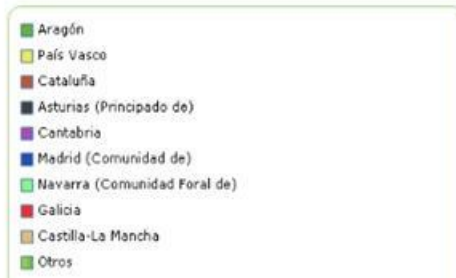 Aragón
País Vasco
Cataluña
Asturias (Principado de)
Cantabria
Madrid (Comunidad de)
Navarra (Comunidad Foral de)
Galicia
Castilla-La Mancha
Otros